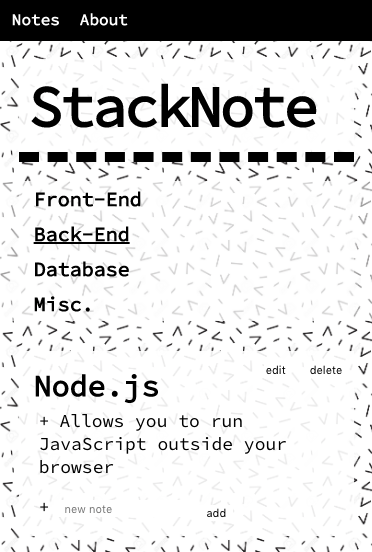 Notes About
StackNote
Front-End
Back-End
Database
Misc.
edit delete
Node.js
+ Allows you to run
JavaScript outside your
browser
+ new note add